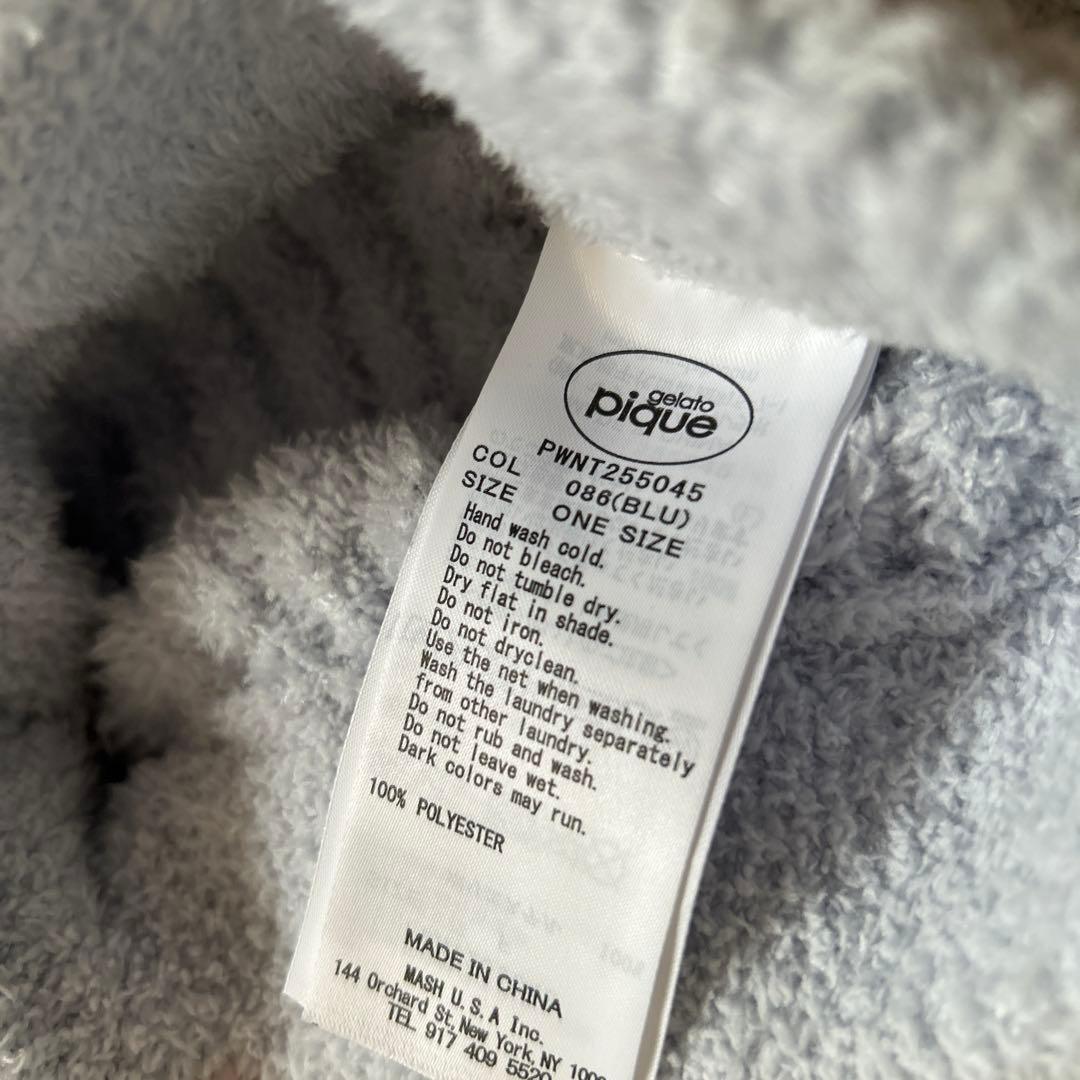 gelato
pique
PWNT255045
COL 086(BLU)
SIZE ONE SIZE
Hand wash cold.
Do not bleach.
Do not tumble dry.
Dry flat in shade.
Do not iron.
Do not dryclean.
Use the net when washing.
Wash the laundry separately
from other laundry.
Do not rub and wash.
Do not leave wet.
Dark colors may run.
100% POLYESTER
MADE IN CHINA
MASH U.S.A Inc.
144 Orchard St., New York, NY
TEL 917 409 5520